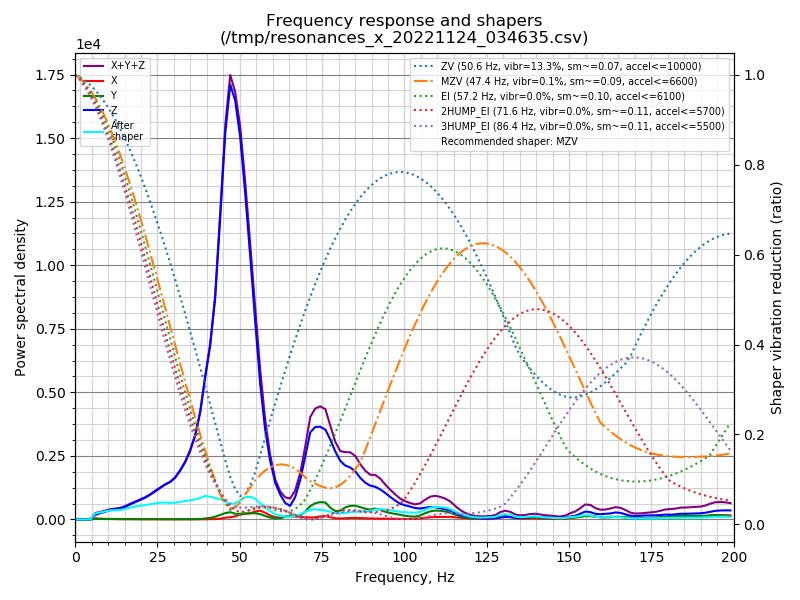 Frequency response and shapers
(/tmp/resonances_x_20221124_034635.csv)
1e4
X+Y+Z
X
Y
Z
After
shaper
ZV (50.6 Hz, vibr=13.3%, sm~=0.07, accel<=10000)
MZV (47.4 Hz, vibr=0.1%, sm~=0.09, accel<=6600)
EI (57.2 Hz, vibr=0.0%, sm~=0.10, accel<=6100)
2HUMP_EI (71.6 Hz, vibr=0.0%, sm~=0.11, accel<=5700)
3HUMP_EI (86.4 Hz, vibr=0.0%, sm~=0.11, accel<=5500)
Recommended shaper: MZV
Power spectral density
1.75
1.50
1.25
1.00
0.75
0.50
0.25
0.00
1.0
0.8
0.6
0.4
0.2
0.0
Shaper vibration reduction (ratio)
0 25 50 75 100 125 150 175 200
Frequency, Hz